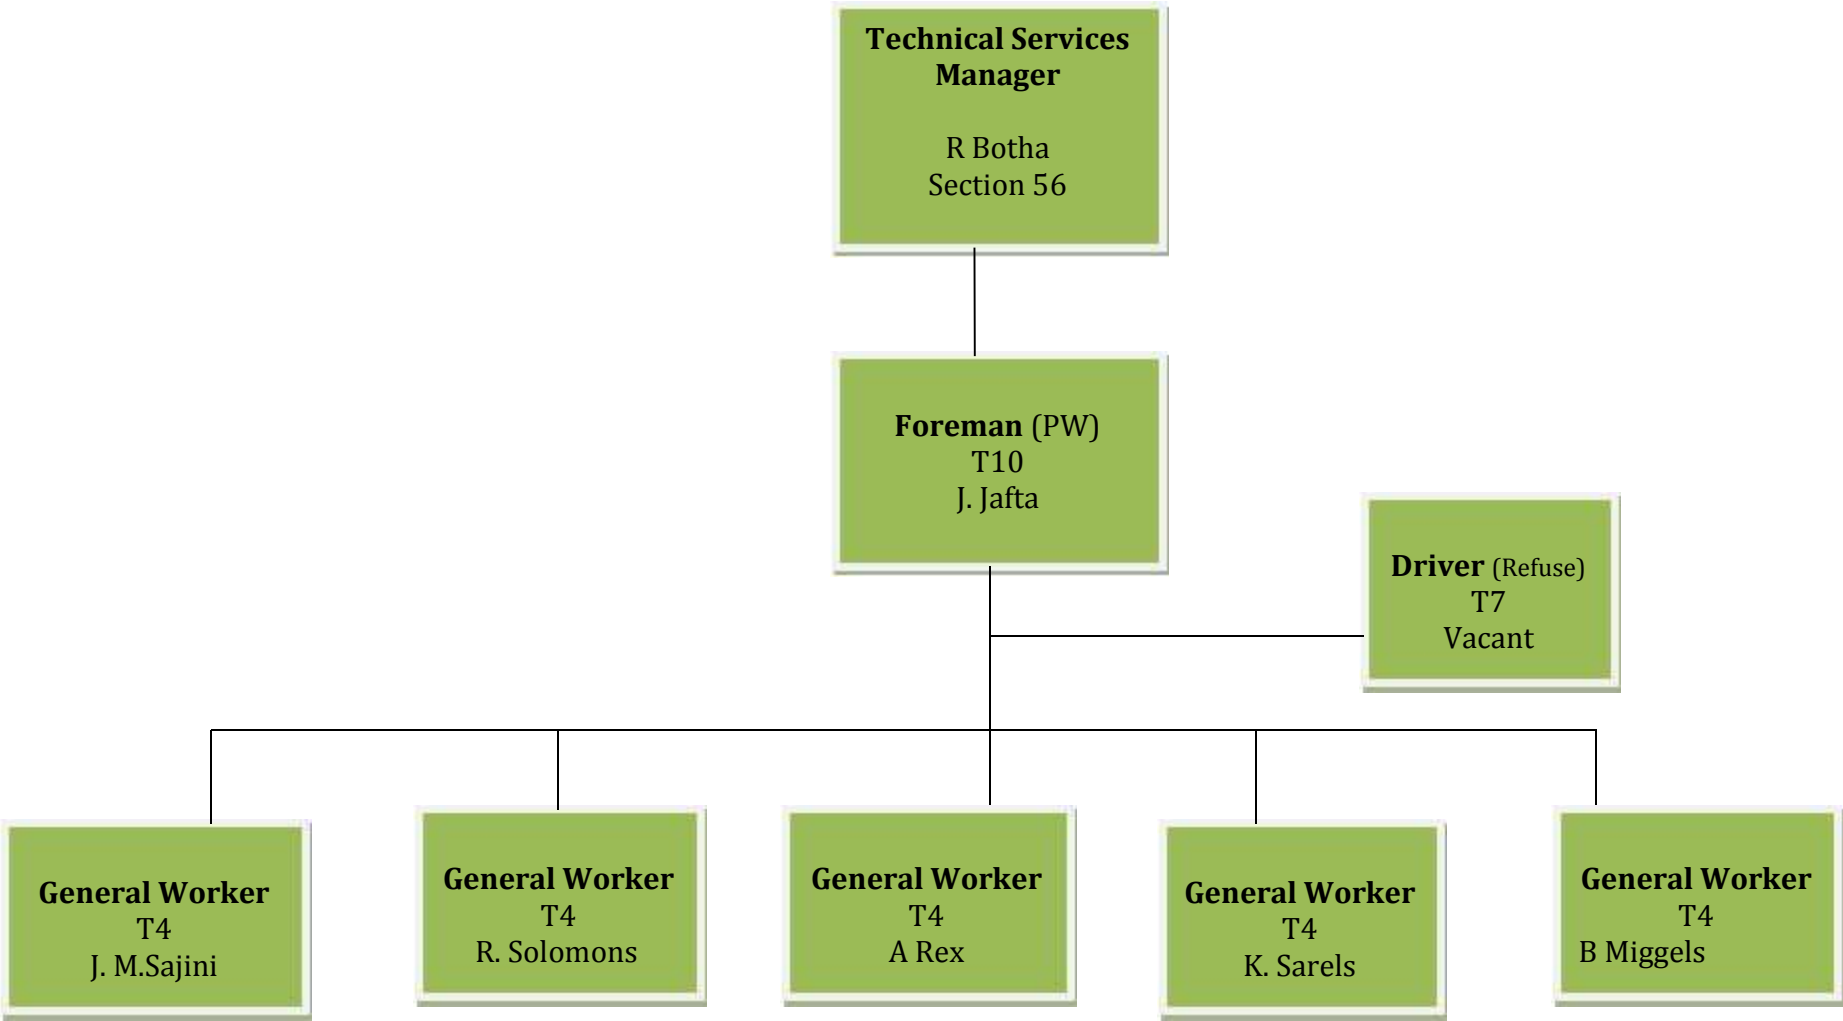 Technical Services
Manager
R Botha
Section 56
Foreman (PW)
T10
J. Jafta
Driver (Refuse)
T7
Vacant
General Worker
T4
J. M.Sajini
General Worker
T4
R. Solomons
General Worker
T4
A Rex
General Worker
T4
K. Sarels
General Worker
T4
B Miggels